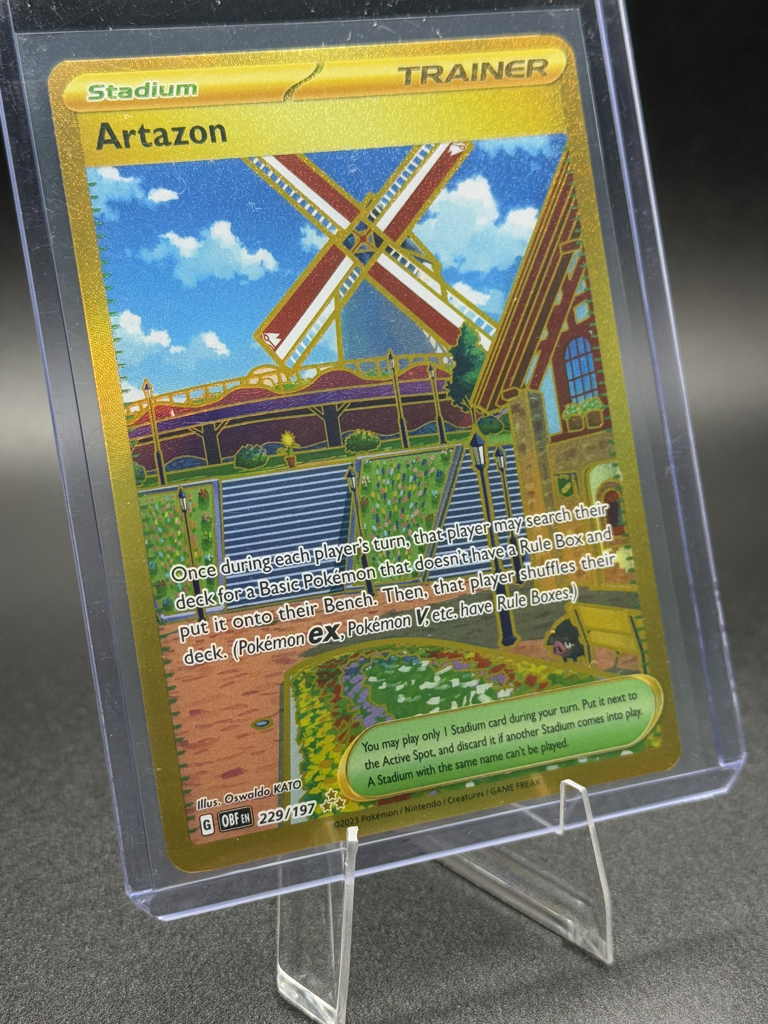 Stadium TRAINER
Artazon
Once during each player's turn, that player may search their
deck for a Basic Pokémon that doesn't have a Rule Box and
put it onto their Bench. Then, that player shuffles their
deck. (Pokémon ex, Pokémon V, etc. have Rule Boxes.)
You may play only 1 Stadium card during your turn. Put it next to
the Active Spot, and discard it if another Stadium comes into play.
A Stadium with the same name can't be played.
Illus. Oswaldo KATO
G OBF EN 229/197
©2023 Pokémon / Nintendo / Creatures / GAME FREAK